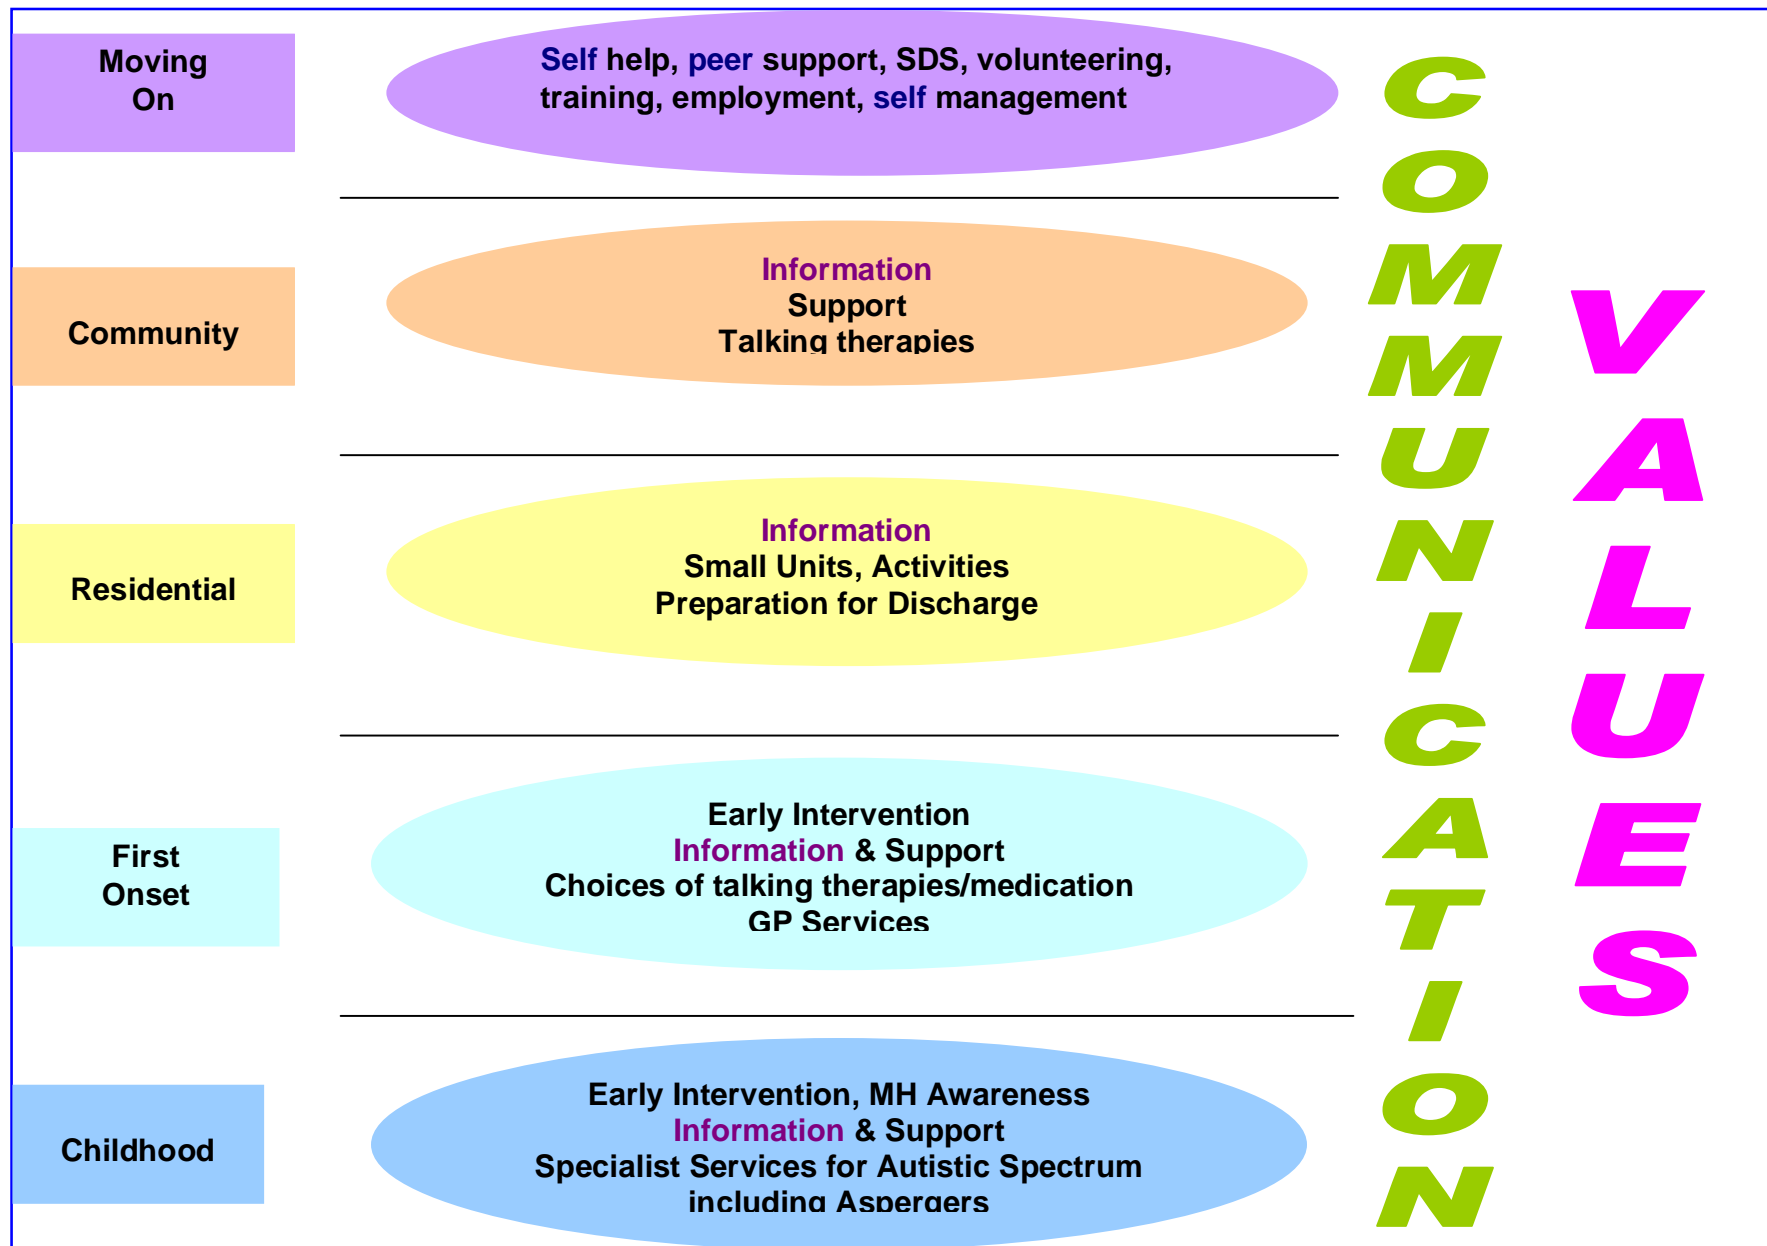 Moving
On
Self help, peer support, SDS, volunteering,
training, employment, self management
Community
Information
Support
Talking therapies
Residential
Information
Small Units, Activities
Preparation for Discharge
First
Onset
Early Intervention
Information & Support
Choices of talking therapies/medication
GP Services
Childhood
Early Intervention, MH Awareness
Information & Support
Specialist Services for Autistic Spectrum
including Aspergers
COMMUNICATION
VALUES